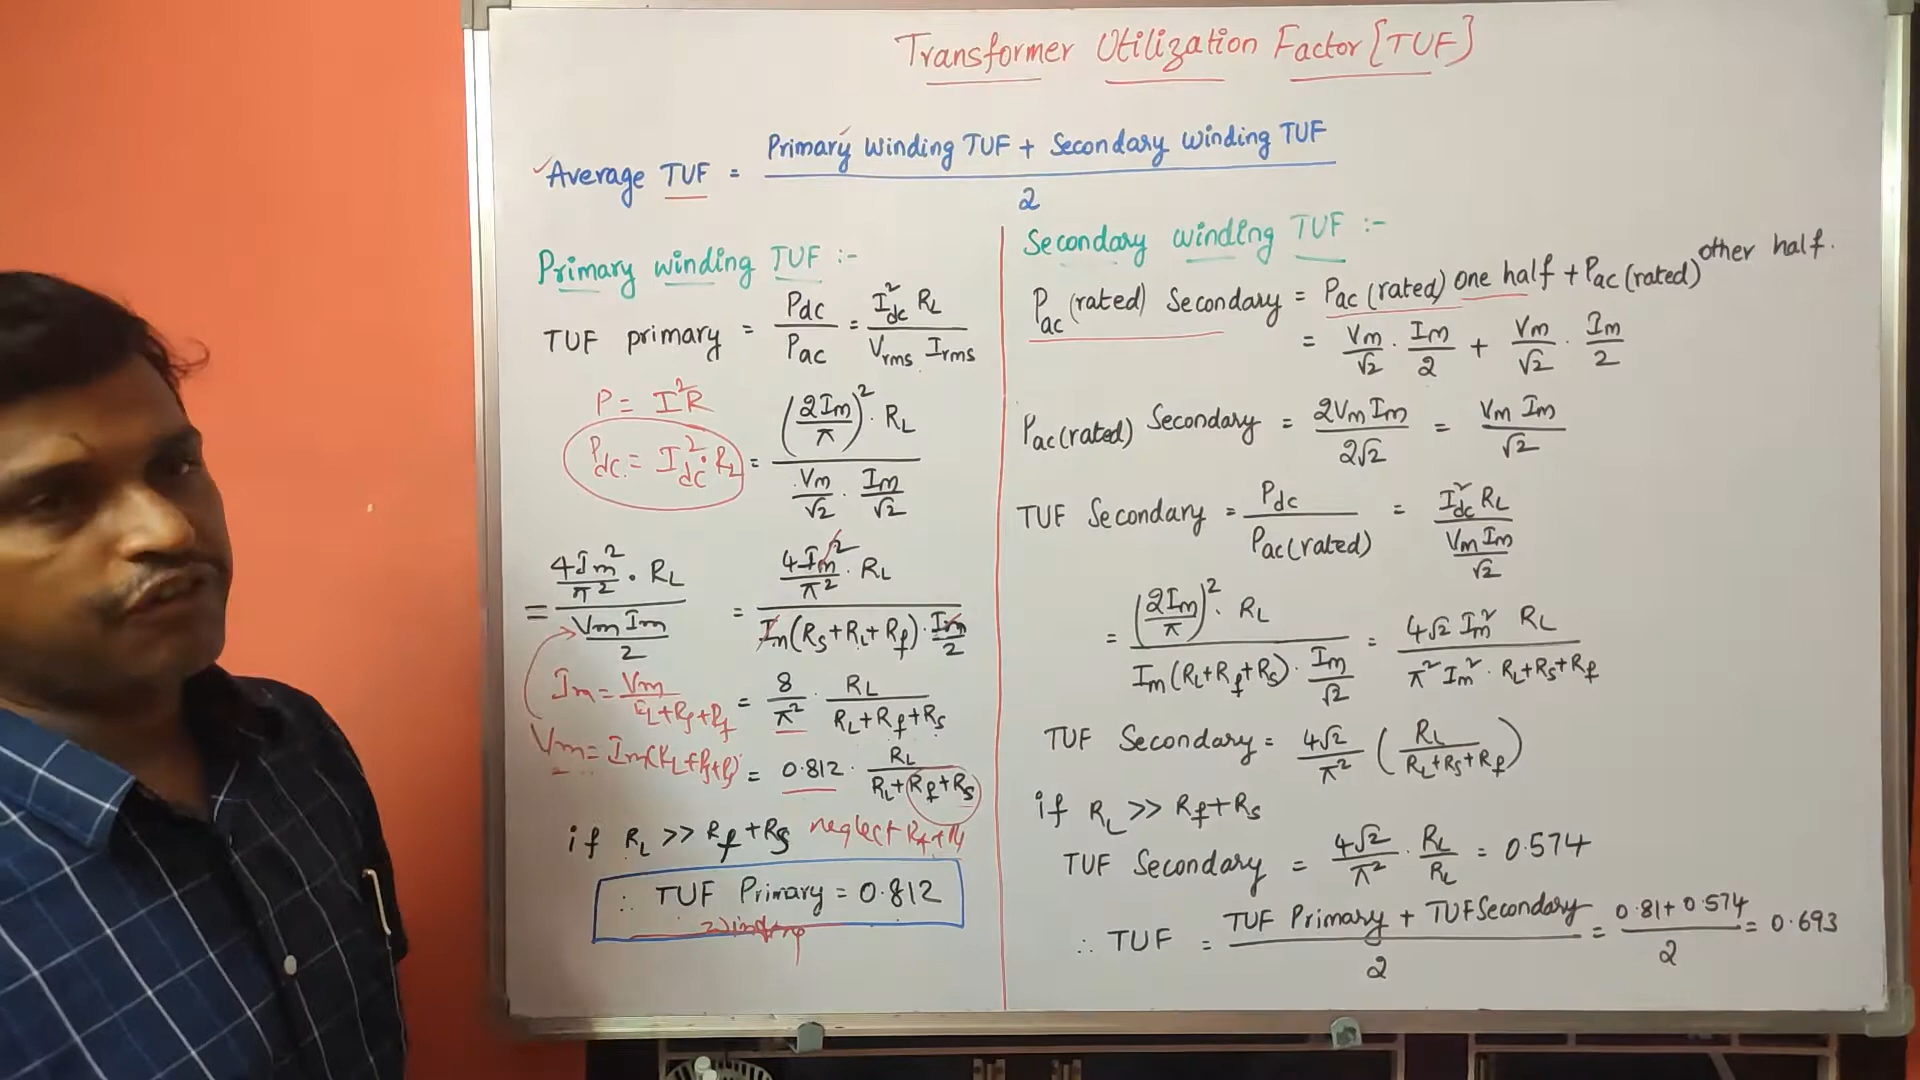 Transformer Utilization Factor [TUF]
Average TUF = (Primary Winding TUF + Secondary Winding TUF) / 2
Primary winding TUF :-
TUF primary = Pdc / Pac = I²dc RL / Vrms Irms
P = I²R
Pdc = I²dc · RL
= (2Im/π)² · RL / (Vm/√2 · Im/√2)
= (4Im²/π² · RL) / (Vm Im / 2) = (4Im²/π² · RL) / (Im(Rs+RL+Rf) · Im/2)
Im = Vm / RL+Rs+Rf
= 8/π² · RL / RL+Rf+Rs
Vm = Im(RL+Rs+Rf)
= 0.812 · RL / RL+Rf+Rs
if RL >> Rf+Rs neglect
∴ TUF Primary = 0.812
winding
Secondary winding TUF :-
Pac (rated) Secondary = Pac (rated) one half + Pac (rated) other half.
= Vm/√2 · Im/2 + Vm/√2 · Im/2
Pac(rated) Secondary = 2VmIm / 2√2 = Vm Im / √2
TUF Secondary = Pdc / Pac(rated) = I²dc RL / (Vm Im / √2)
= (2Im/π)² · RL / (Im(RL+Rf+Rs) · Im/√2) = 4√2 Im² RL / π² Im² · RL+Rs+Rf
TUF Secondary = 4√2/π² (RL / RL+Rs+Rf)
if RL >> Rf+Rs
TUF Secondary = 4√2/π² · RL/RL = 0.574
∴ TUF = (TUF Primary + TUF Secondary) / 2 = (0.81+0.574) / 2 = 0.693